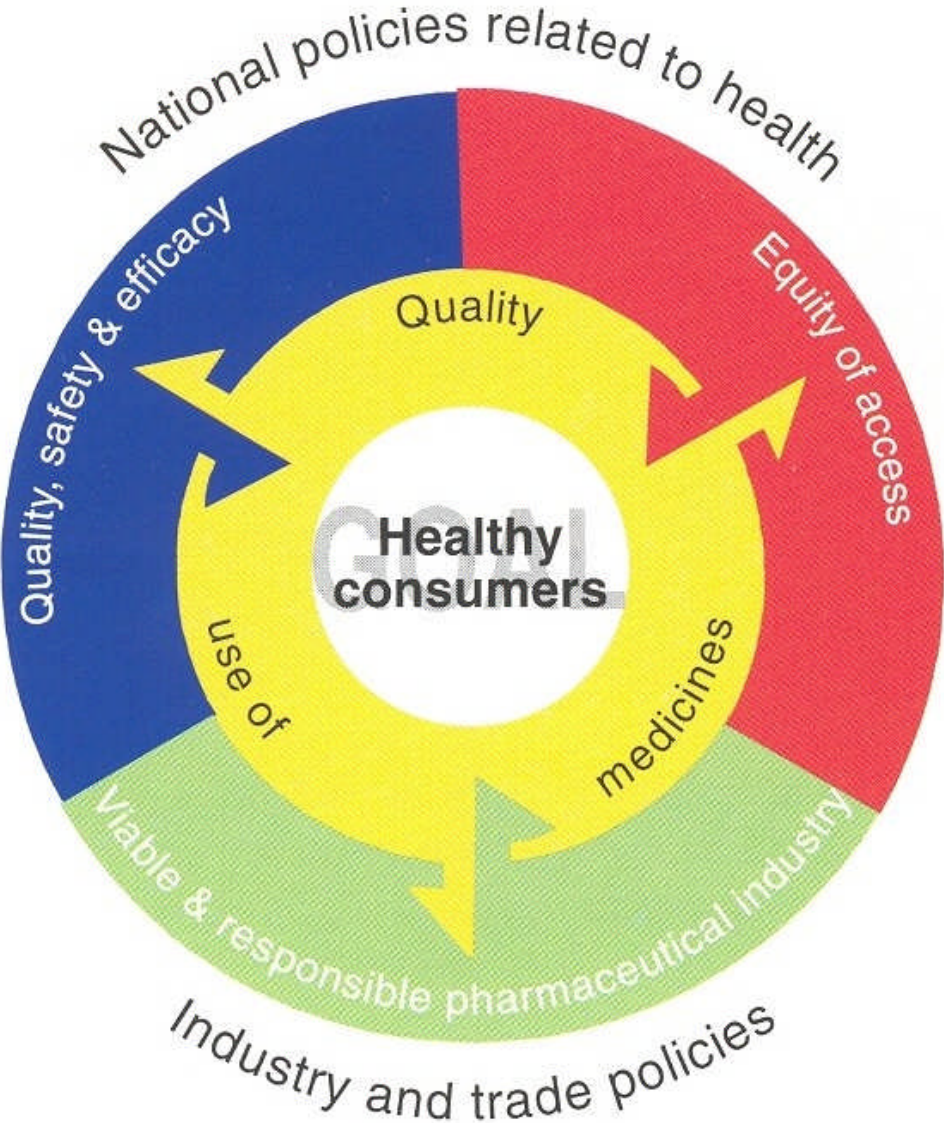 National policies related to health
Quality, safety & efficacy
Equity of access
Quality
use of
medicines
GOAL
Healthy
consumers
Viable & responsible pharmaceutical industry
Industry and trade policies